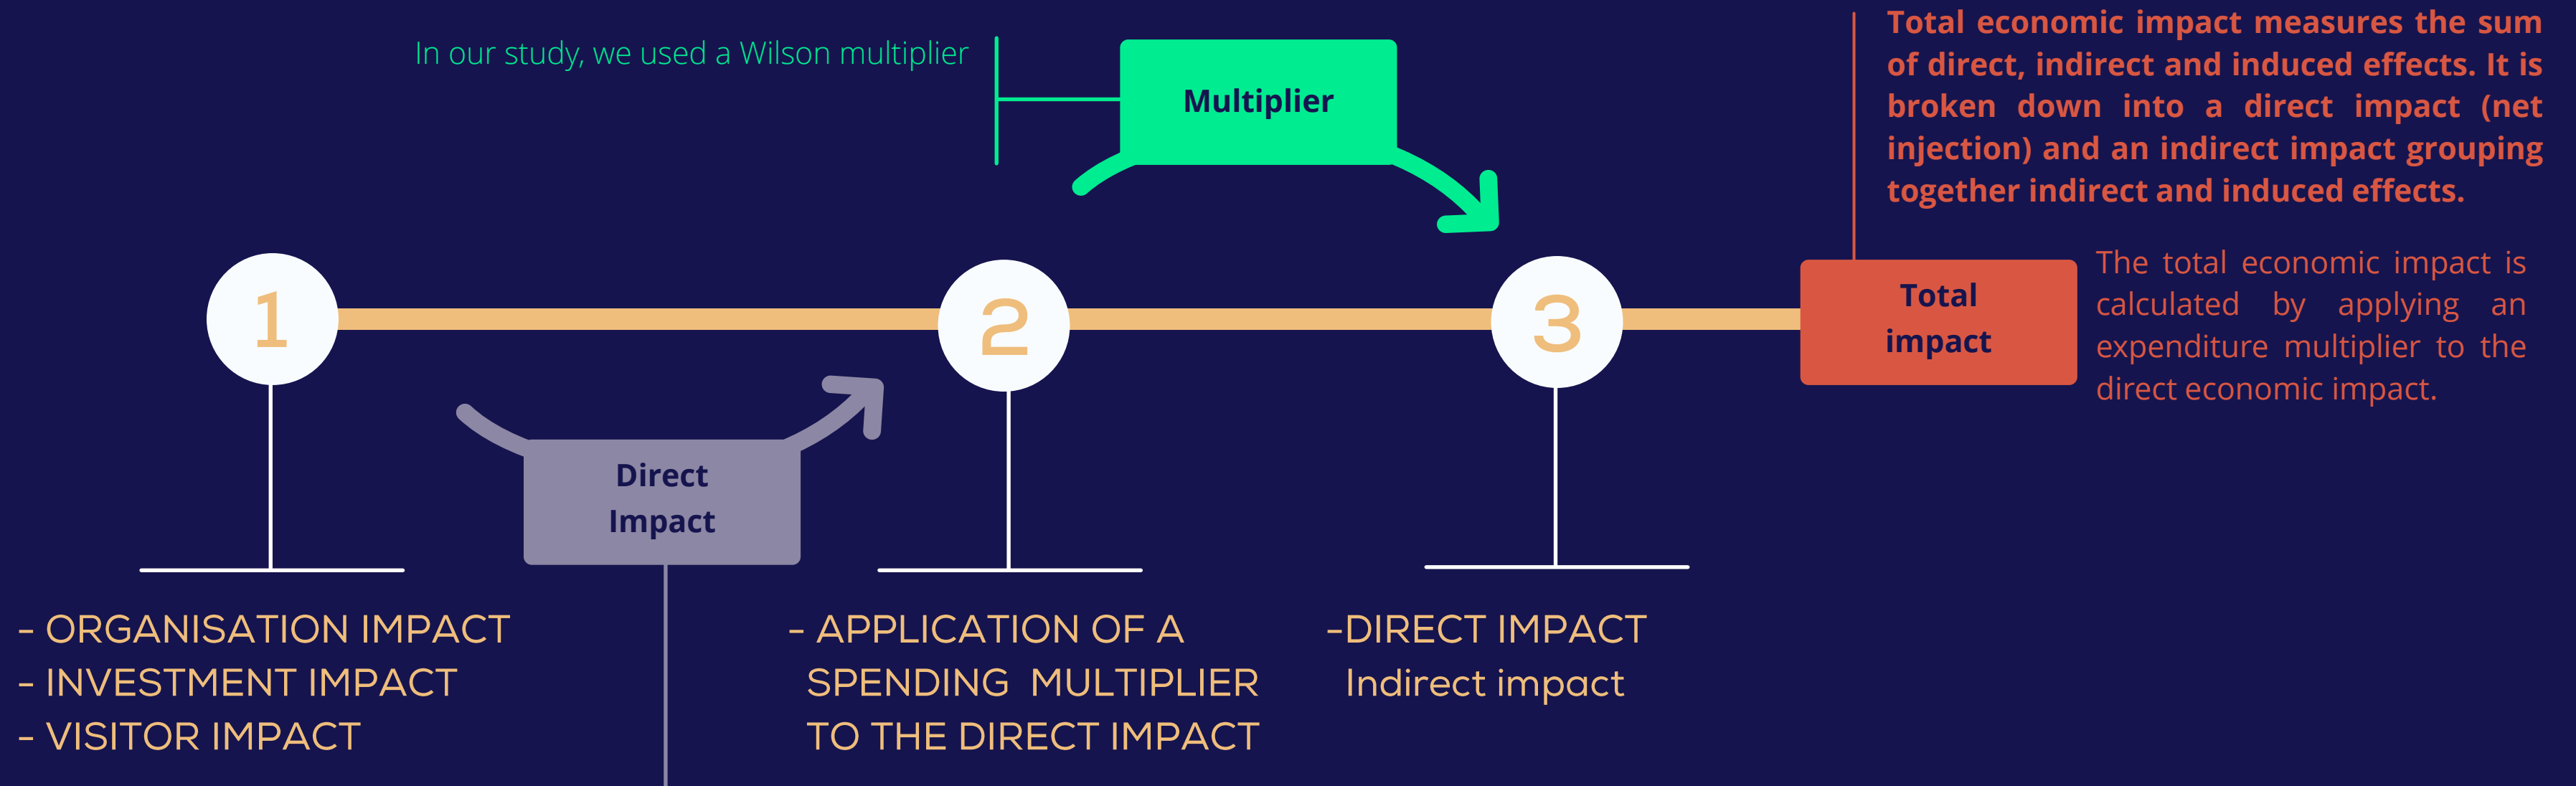 In our study, we used a Wilson multiplier
Multiplier
Total economic impact measures the sum
of direct, indirect and induced effects. It is
broken down into a direct impact (net
injection) and an indirect impact grouping
together indirect and induced effects.
1
2
3
Total
impact
The total economic impact is
calculated by applying an
expenditure multiplier to the
direct economic impact.
Direct
Impact
- ORGANISATION IMPACT
- INVESTMENT IMPACT
- VISITOR IMPACT
- APPLICATION OF A
SPENDING MULTIPLIER
TO THE DIRECT IMPACT
-DIRECT IMPACT
Indirect impact